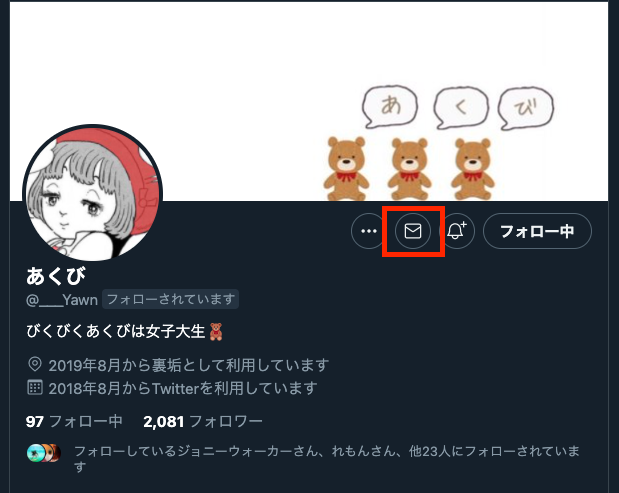 あ く び
フォロー中
あくび
@____Yawn フォローされています
びくびくあくびは女子大生🧸
2019年8月から裏垢として利用しています
2018年8月からTwitterを利用しています
97 フォロー中 2,081 フォロワー
フォローしているジョニーウォーカーさん、れもんさん、他23人にフォローされていま
す